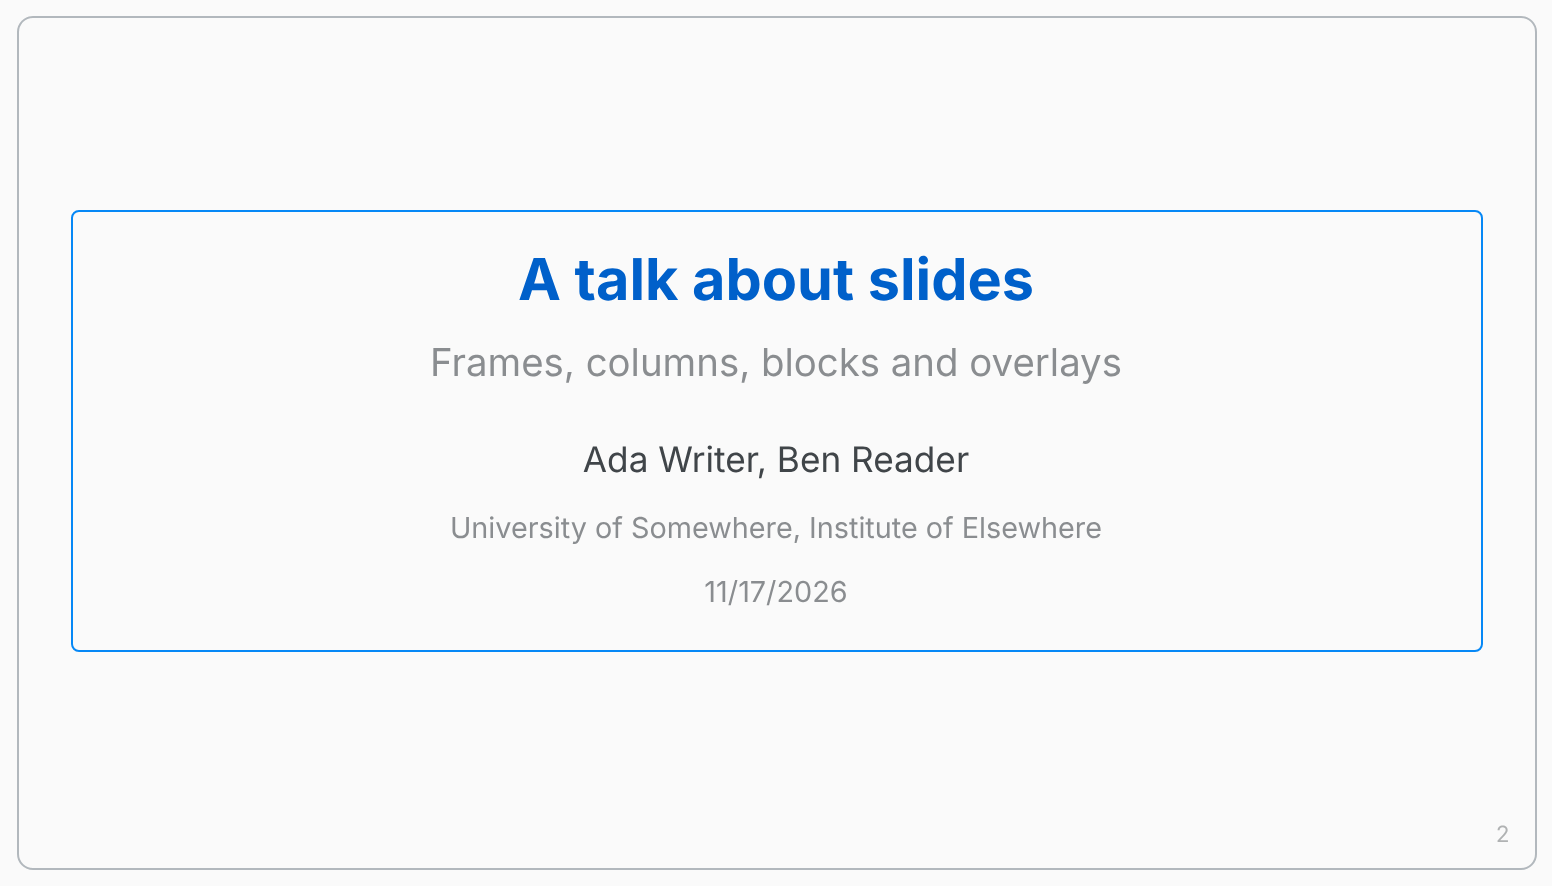 A talk about slides
Frames, columns, blocks and overlays
Ada Writer, Ben Reader
University of Somewhere, Institute of Elsewhere
11/17/2026
2